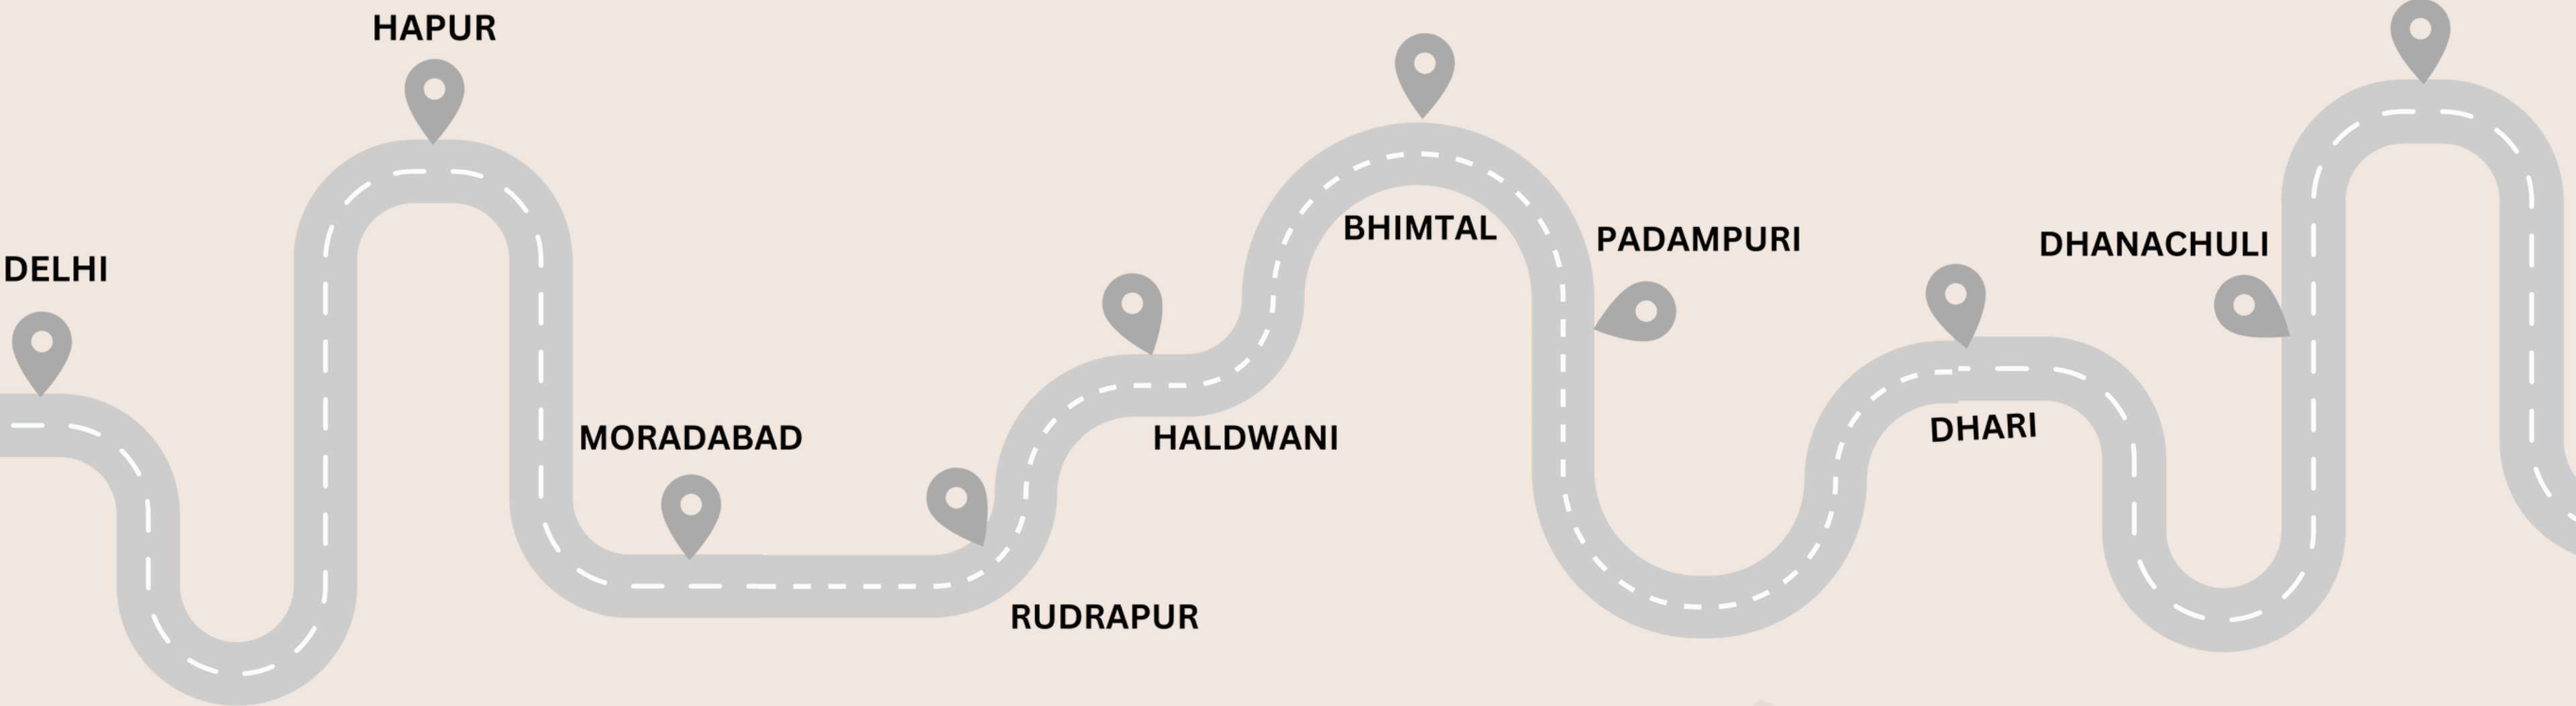 DELHI
HAPUR
MORADABAD
RUDRAPUR
HALDWANI
BHIMTAL
PADAMPURI
DHARI
DHANACHULI